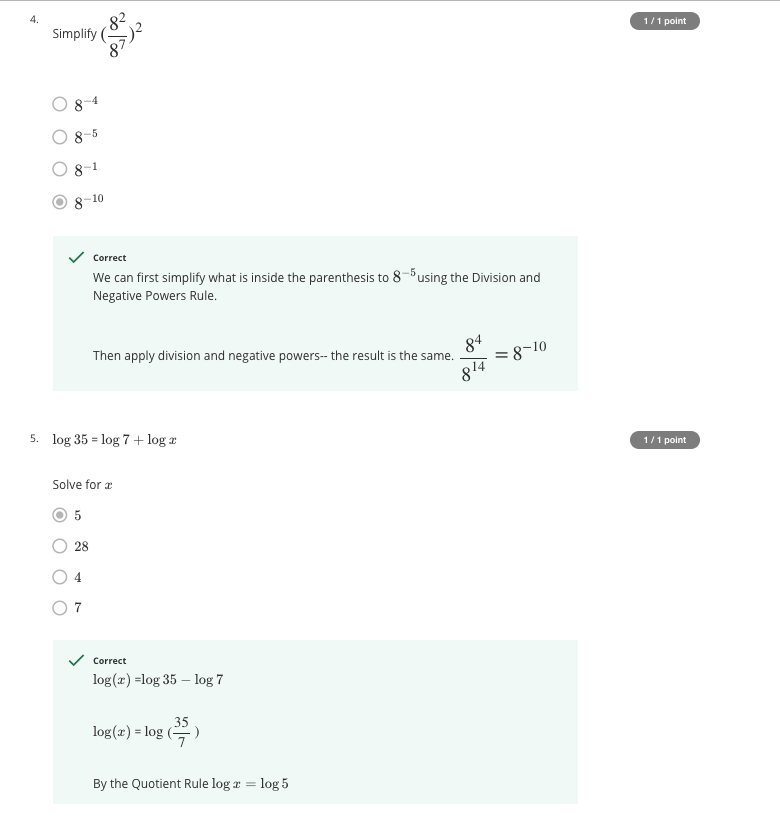 4. Simplify $(\frac{8^2}{8^7})^2$ 1 / 1 point
$8^{-4}$
$8^{-5}$
$8^{-1}$
$8^{-10}$
Correct
We can first simplify what is inside the parenthesis to $8^{-5}$ using the Division and
Negative Powers Rule.
Then apply division and negative powers-- the result is the same. $\frac{8^4}{8^{14}} = 8^{-10}$
5. log 35 = log 7 + log x 1 / 1 point
Solve for x
5
28
4
7
Correct
log(x) =log 35 − log 7
log(x) = log $(\frac{35}{7})$
By the Quotient Rule log x = log 5